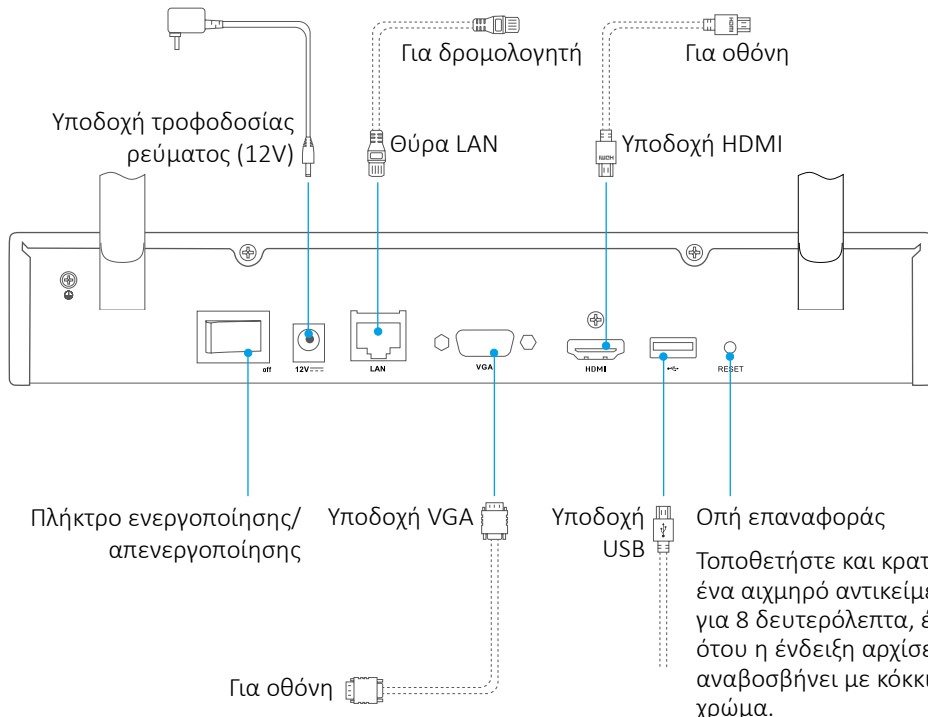 Για δρομολογητή
Για οθόνη
Υποδοχή τροφοδοσίας
ρεύματος (12V)
Θύρα LAN
HDMI
HDMI
Υποδοχή HDMI
off
12V
LAN
VGA
HDMI
RESET
Πλήκτρο ενεργοποίησης/
απενεργοποίησης
Υποδοχή VGA
Υποδοχή
USB
Οπή επαναφοράς
Τοποθετήστε και κρατ
ένα αιχμηρό αντικείμε
για 8 δευτερόλεπτα, έ
ότου η ένδειξη αρχίσε
αναβοσβήνει με κόκκι
χρώμα.
Για οθόνη